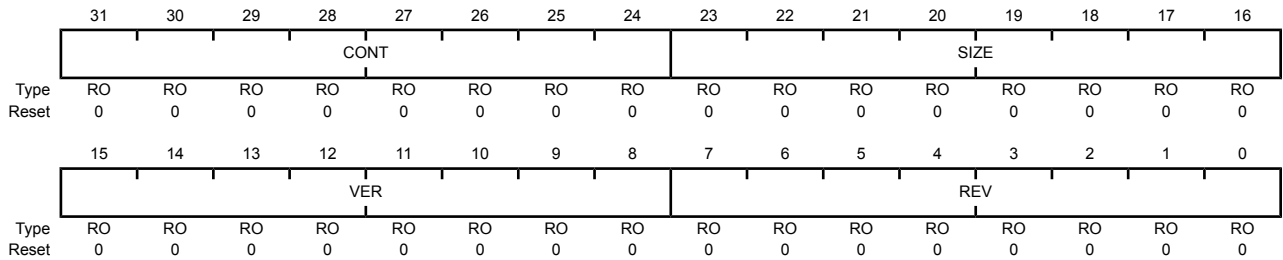 31 30 29 28 27 26 25 24 23 22 21 20 19 18 17 16
CONT SIZE
Type RO RO RO RO RO RO RO RO RO RO RO RO RO RO RO RO
Reset 0 0 0 0 0 0 0 0 0 0 0 0 0 0 0 0
15 14 13 12 11 10 9 8 7 6 5 4 3 2 1 0
VER REV
Type RO RO RO RO RO RO RO RO RO RO RO RO RO RO RO RO
Reset 0 0 0 0 0 0 0 0 0 0 0 0 0 0 0 0